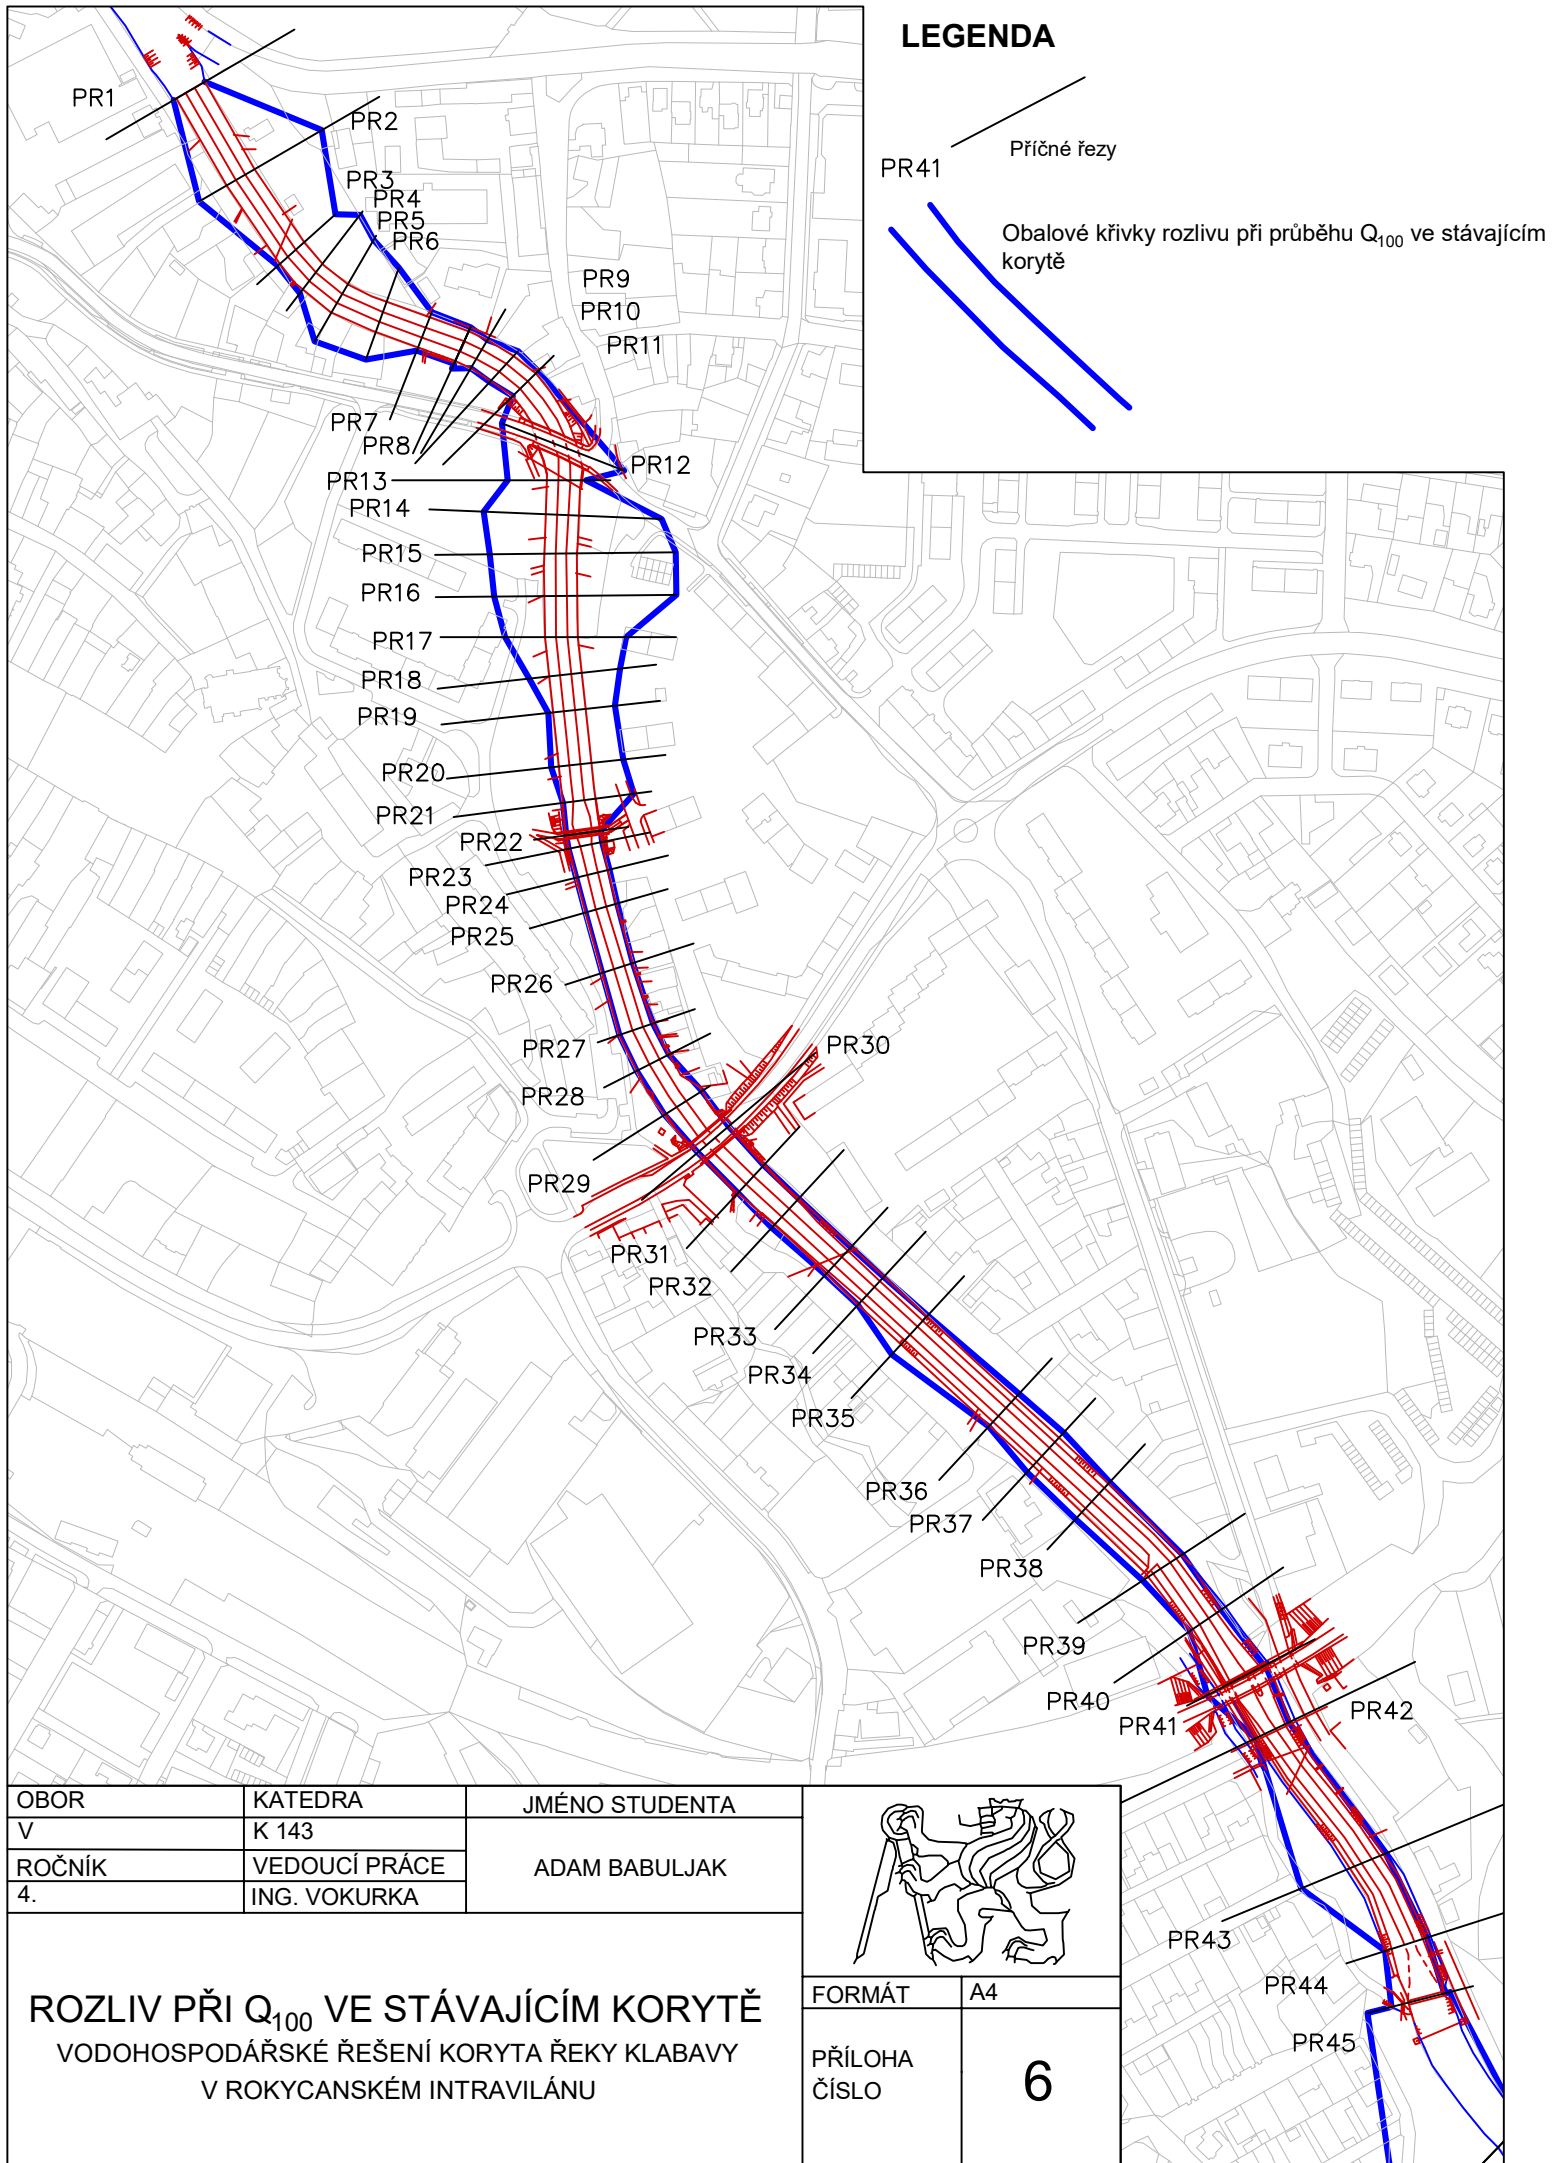 LEGENDA
PR41
Příčné řezy
Obalové křivky rozlivu při průběhu Q100 ve stávajícím
korytě
PR1
PR2
PR3
PR4
PR5
PR6
PR7
PR8
PR9
PR10
PR11
PR12
PR13
PR14
PR15
PR16
PR17
PR18
PR19
PR20
PR21
PR22
PR23
PR24
PR25
PR26
PR27
PR28
PR29
PR30
PR31
PR32
PR33
PR34
PR35
PR36
PR37
PR38
PR39
PR40
PR41
PR42
PR43
PR44
PR45
OBOR
V
ROČNÍK
4.
KATEDRA
K 143
VEDOUCÍ PRÁCE
ING. VOKURKA
JMÉNO STUDENTA
ADAM BABULJAK
ROZLIV PŘI Q100 VE STÁVAJÍCÍM KORYTĚ
VODOHOSPODÁŘSKÉ ŘEŠENÍ KORYTA ŘEKY KLABAVY
V ROKYCANSKÉM INTRAVILÁNU
FORMÁT
A4
PŘÍLOHA
ČÍSLO
6